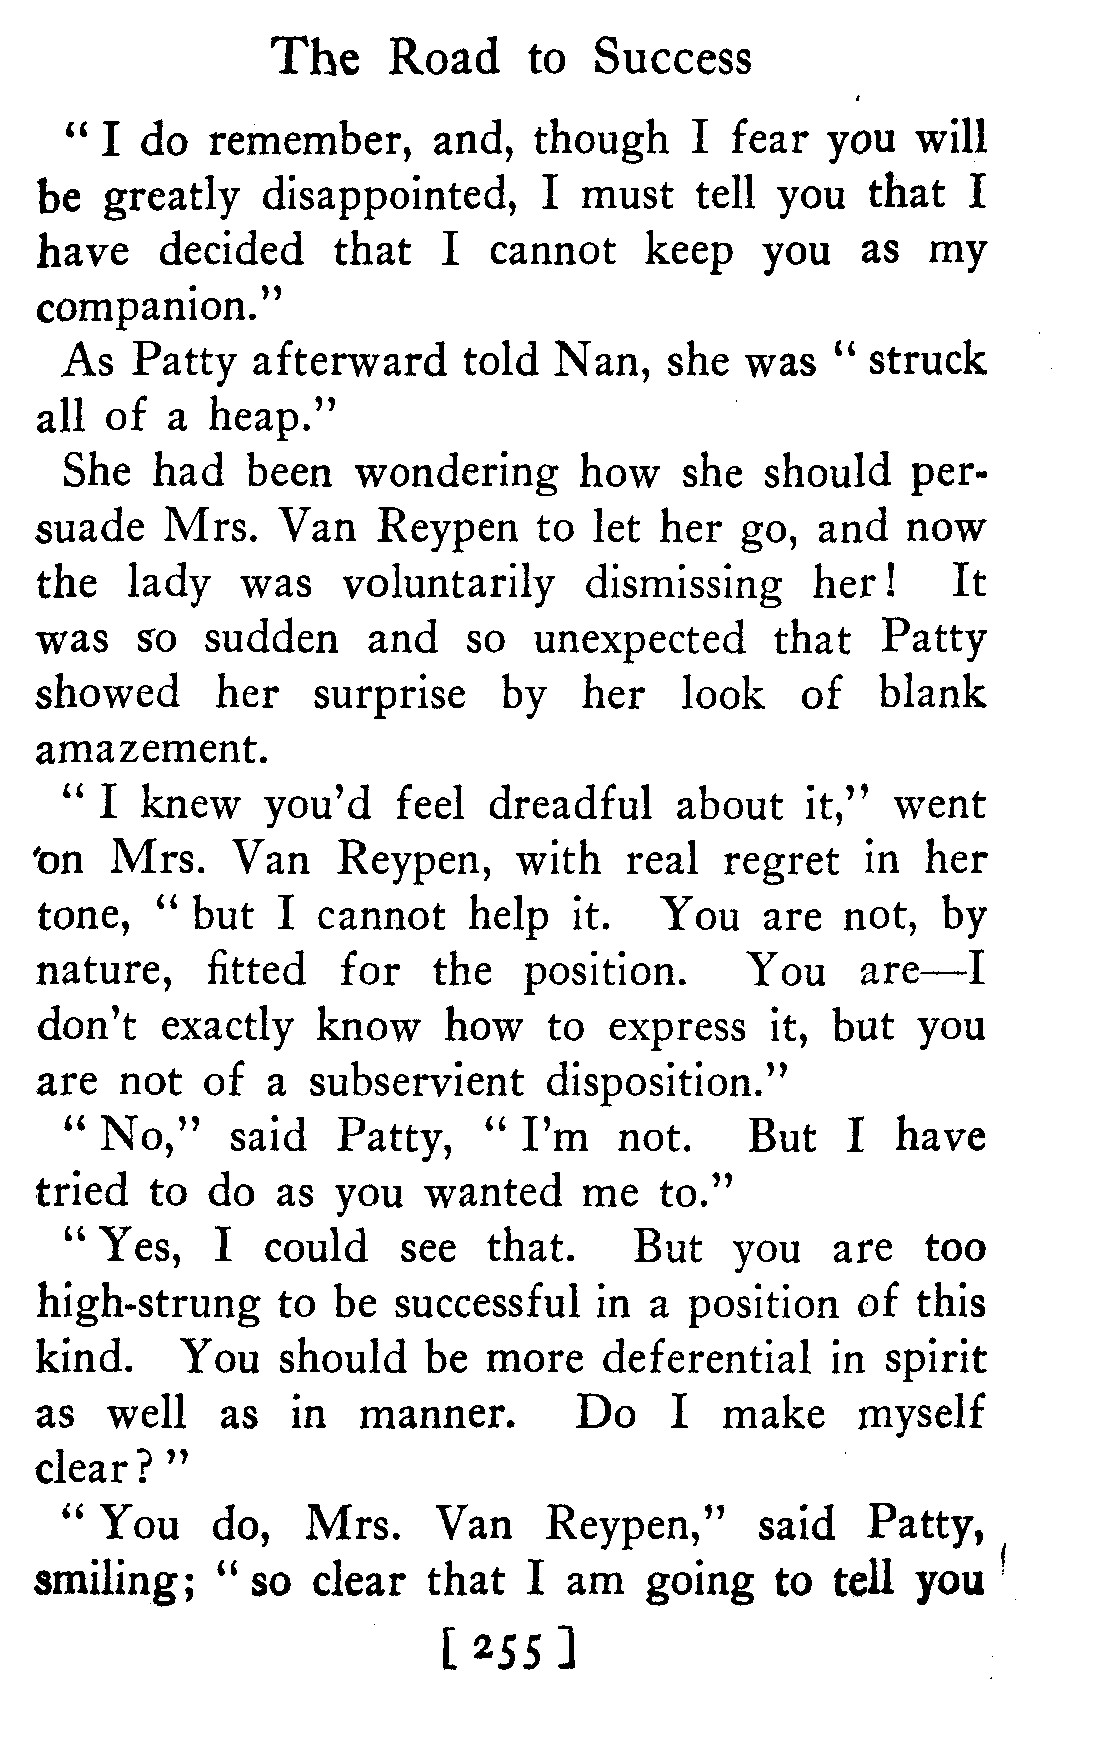 The Road to Success
" I do remember, and, though I fear you will
be greatly disappointed, I must tell you that I
have decided that I cannot keep you as my
companion."
As Patty afterward told Nan, she was " struck
all of a heap."
She had been wondering how she should per-
suade Mrs. Van Reypen to let her go, and now
the lady was voluntarily dismissing her! It
was so sudden and so unexpected that Patty
showed her surprise by her look of blank
amazement.
" I knew you'd feel dreadful about it," went
on Mrs. Van Reypen, with real regret in her
tone, " but I cannot help it. You are not, by
nature, fitted for the position. You are—I
don't exactly know how to express it, but you
are not of a subservient disposition."
" No," said Patty, " I'm not. But I have
tried to do as you wanted me to."
" Yes, I could see that. But you are too
high-strung to be successful in a position of this
kind. You should be more deferential in spirit
as well as in manner. Do I make myself
clear? "
" You do, Mrs. Van Reypen," said Patty,
smiling; " so clear that I am going to tell you
[ 255 ]